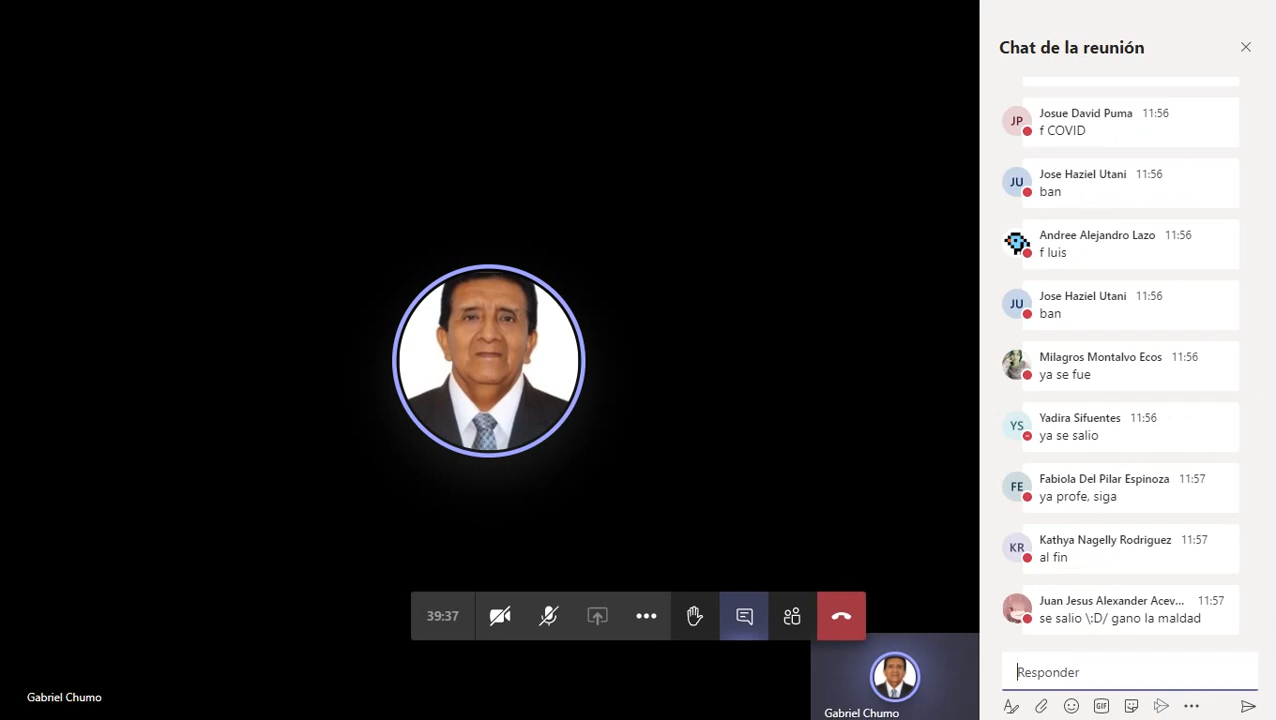 Chat de la reunión
JP
Josue David Puma 11:56
f COVID
JU
Jose Haziel Utani 11:56
ban
Andree Alejandro Lazo 11:56
f luis
JU
Jose Haziel Utani 11:56
ban
Milagros Montalvo Ecos 11:56
ya se fue
YS
Yadira Sifuentes 11:56
ya se salio
FE
Fabiola Del Pilar Espinoza 11:57
ya profe, siga
KR
Kathya Nagelly Rodriguez 11:57
al fin
Juan Jesus Alexander Acev... 11:57
se salio \:D/ gano la maldad
39:37
Responder
GIF
Gabriel Chumo
Gabriel Chumo